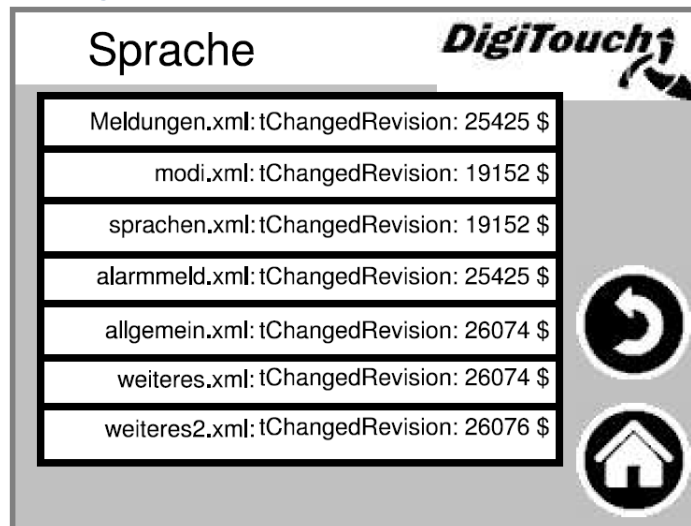 Sprache
DigiTouch
Meldungen.xml: tChangedRevision: 25425 $
modi.xml: tChangedRevision: 19152 $
sprachen.xml: tChangedRevision: 19152 $
alarmmeld.xml: tChangedRevision: 25425 $
allgemein.xml: tChangedRevision: 26074 $
weiteres.xml: tChangedRevision: 26074 $
weiteres2.xml: tChangedRevision: 26076 $